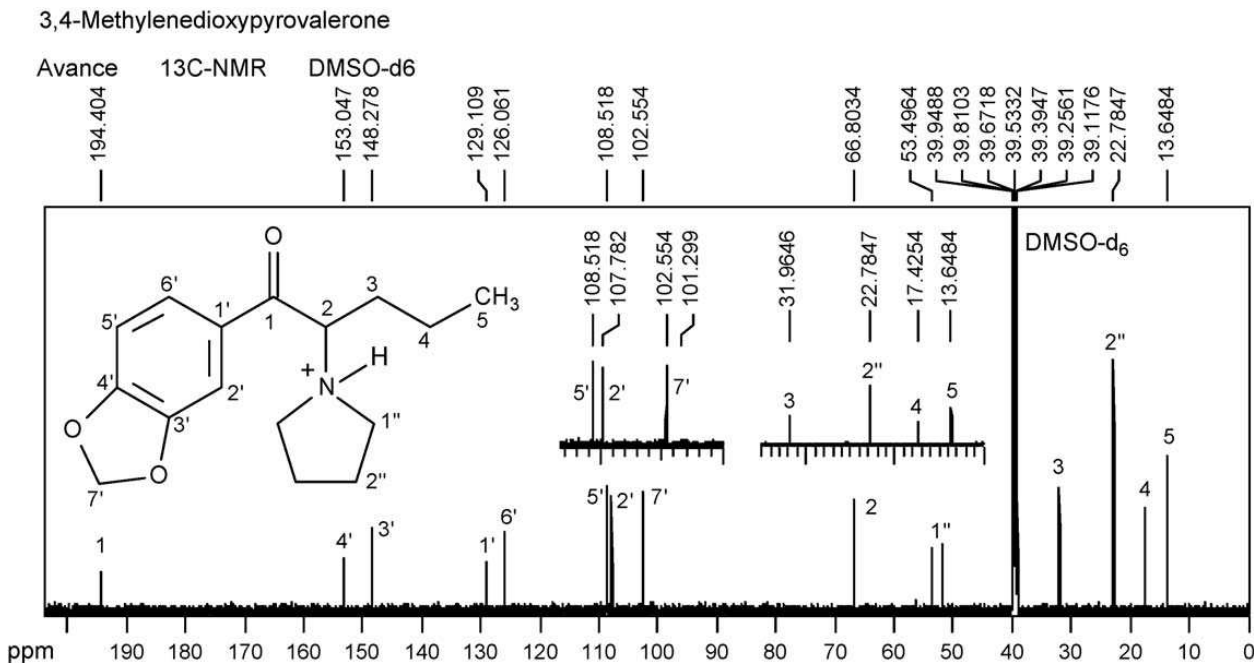 3,4-Methylenedioxypyrovalerone
Avance 13C-NMR DMSO-d6
194.404 153.047 148.278 129.109 126.061 108.518 102.554 66.8034 53.4964 39.9488 39.8103 39.6718 39.5332 39.3947 39.2561 39.1176 22.7847 13.6484
DMSO-d6
108.518 107.782 102.554 101.299 31.9646 22.7847 17.4254 13.6484
O
6' 1' 1 2 3 4 5 CH3
5' 4' 3' 2'
+ N H
O O 7'
1" 2"
5' 2' 7' 3 2" 4 5
1 4' 3' 1' 6' 5' 2' 7' 2 1" 3 2" 4 5
ppm 190 180 170 160 150 140 130 120 110 100 90 80 70 60 50 40 30 20 10 0